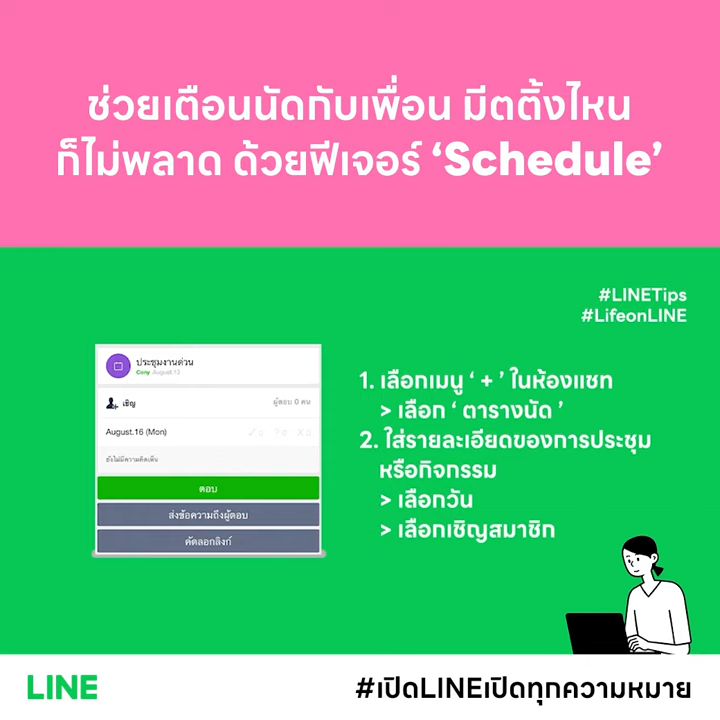 ช่วยเตือนนัดกับเพื่อน มีตติ้งไหน
ก็ไม่พลาด ด้วยฟีเจอร์ ‘Schedule’
#LINETips
#LifeonLINE
ประชุมงานด่วน
Cony August.13
เชิญ
ผู้ตอบ 0 คน
August.16 (Mon)
✓ 0 ? 0 X 0
ยังไม่มีความคิดเห็น
ตอบ
ส่งข้อความถึงผู้ตอบ
คัดลอกลิงก์
1. เลือกเมนู ‘ + ’ ในห้องแชท
> เลือก ‘ ตารางนัด ’
2. ใส่รายละเอียดของการประชุม
หรือกิจกรรม
> เลือกวัน
> เลือกเชิญสมาชิก
LINE
#เปิดLINEเปิดทุกความหมาย